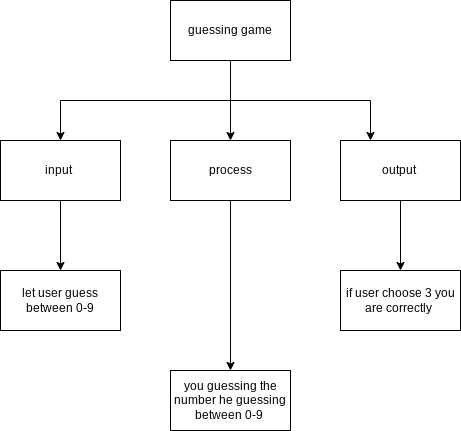 guessing game
input
process
output
let user guess
between 0-9
if user choose 3 you
are correctly
you guessing the
number he guessing
between 0-9